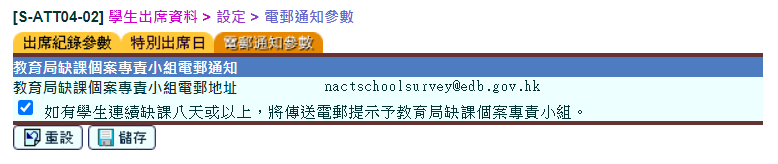 [S-ATT04-02] 學生出席資料 > 設定 > 電郵通知參數
出席紀錄參數 特別出席日 電郵通知參數
教育局缺課個案專責小組電郵通知
教育局缺課個案專責小組電郵地址 nactschoolsurvey@edb.gov.hk
如有學生連續缺課八天或以上，將傳送電郵提示予教育局缺課個案專責小組。
重設 儲存